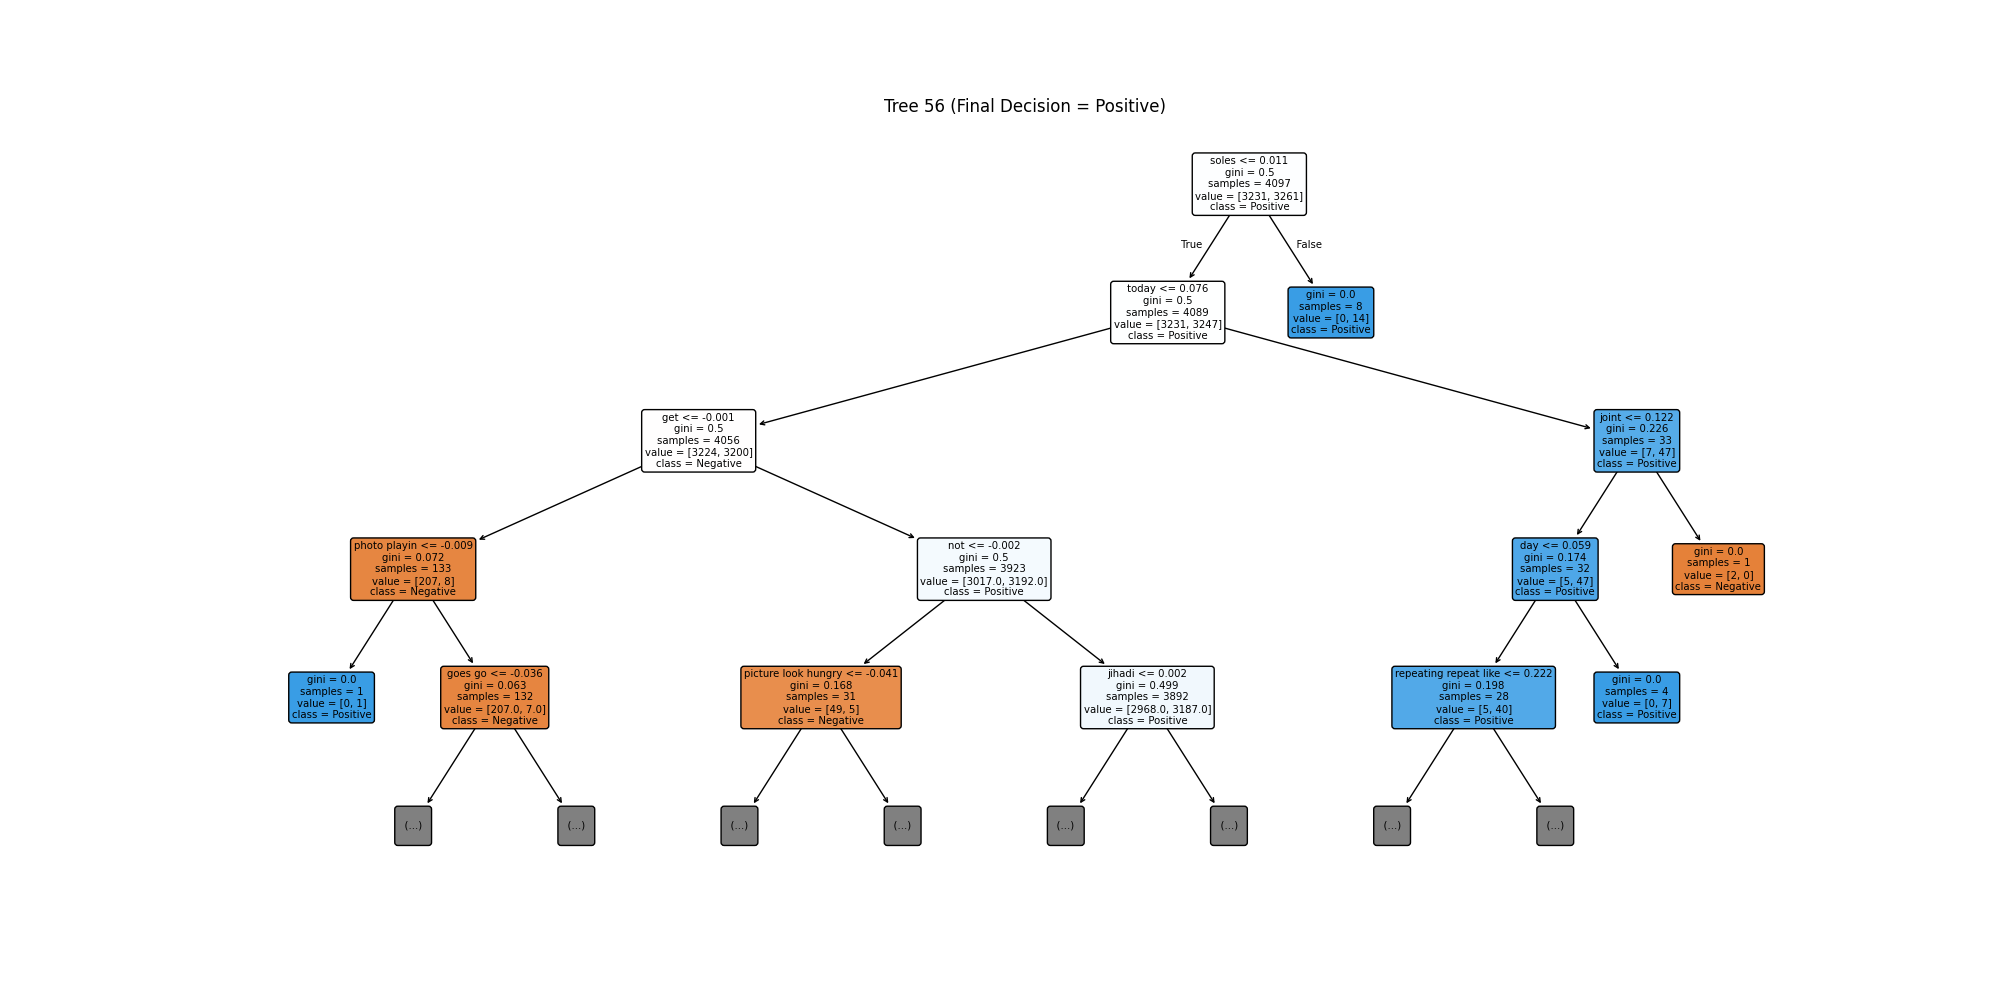 Tree 56 (Final Decision = Positive)
soles <= 0.011
gini = 0.5
samples = 4097
value = [3231, 3261]
class = Positive
True
False
today <= 0.076
gini = 0.5
samples = 4089
value = [3231, 3247]
class = Positive
gini = 0.0
samples = 8
value = [0, 14]
class = Positive
get <= -0.001
gini = 0.5
samples = 4056
value = [3224, 3200]
class = Negative
joint <= 0.122
gini = 0.226
samples = 33
value = [7, 47]
class = Positive
photo playin <= -0.009
gini = 0.072
samples = 133
value = [207, 8]
class = Negative
not <= -0.002
gini = 0.5
samples = 3923
value = [3017.0, 3192.0]
class = Positive
day <= 0.059
gini = 0.174
samples = 32
value = [5, 47]
class = Positive
gini = 0.0
samples = 1
value = [2, 0]
class = Negative
gini = 0.0
samples = 1
value = [0, 1]
class = Positive
goes go <= -0.036
gini = 0.063
samples = 132
value = [207.0, 7.0]
class = Negative
picture look hungry <= -0.041
gini = 0.168
samples = 31
value = [49, 5]
class = Negative
jihadi <= 0.002
gini = 0.499
samples = 3892
value = [2968.0, 3187.0]
class = Positive
repeating repeat like <= 0.222
gini = 0.198
samples = 28
value = [5, 40]
class = Positive
gini = 0.0
samples = 4
value = [0, 7]
class = Positive
(...)
(...)
(...)
(...)
(...)
(...)
(...)
(...)